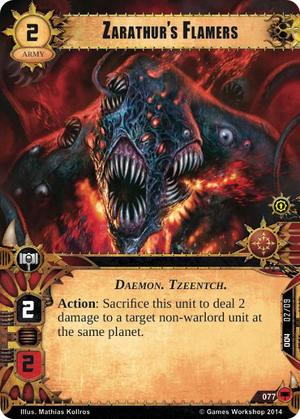 2
ZARATHUR'S FLAMERS
ARMY
DAEMON. TZEENTCH.
Action: Sacrifice this unit to deal 2
damage to a target non-warlord unit at
the same planet.
2
2
004 02/09
077
Illus. Mathias Kollros
© Games Workshop 2014